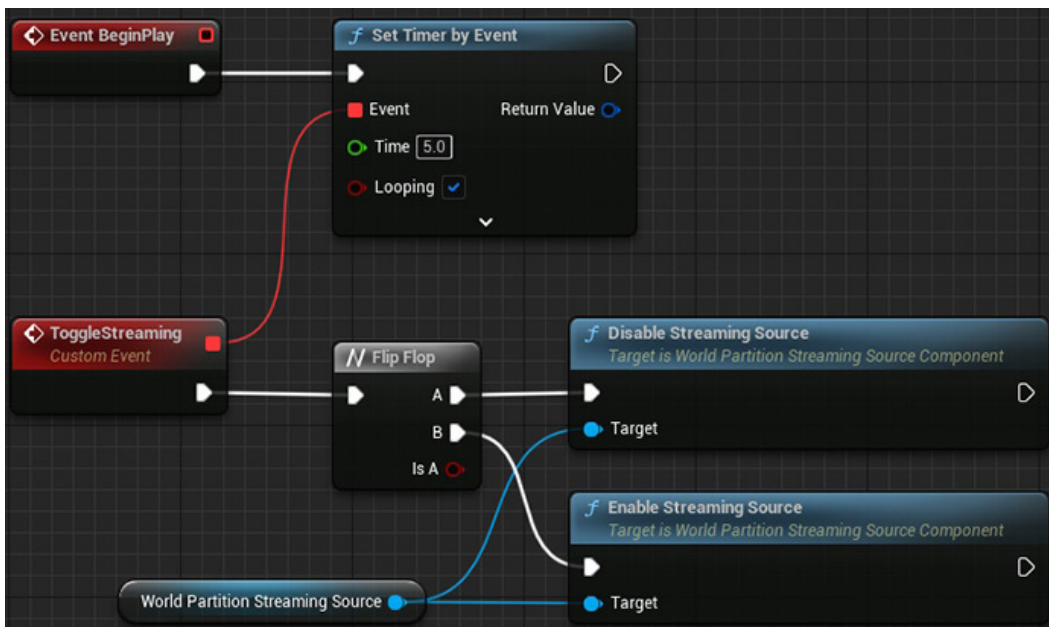 Event BeginPlay
Set Timer by Event
Event
Return Value
Time 5.0
Looping
ToggleStreaming
Custom Event
Flip Flop
A
B
Is A
Disable Streaming Source
Target is World Partition Streaming Source Component
Target
Enable Streaming Source
Target is World Partition Streaming Source Component
Target
World Partition Streaming Source